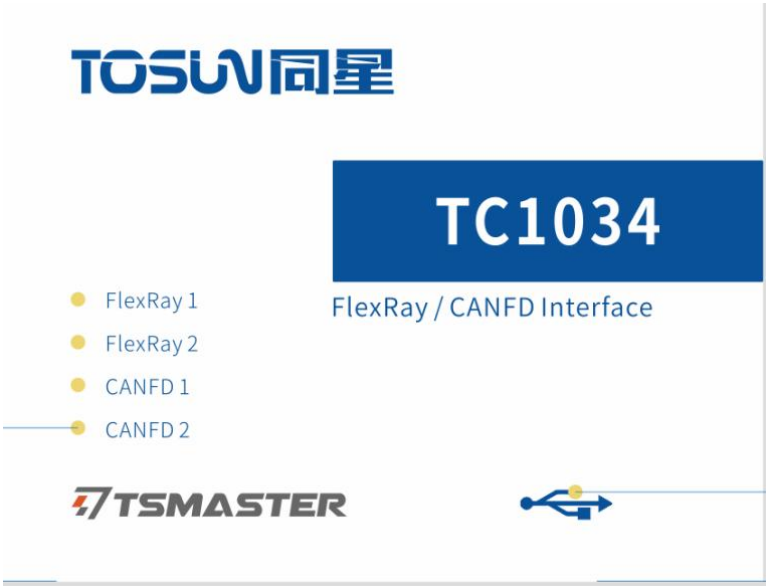 TOSUN同星
TC1034
FlexRay / CANFD Interface
FlexRay 1
FlexRay 2
CANFD 1
CANFD 2
TSMASTER